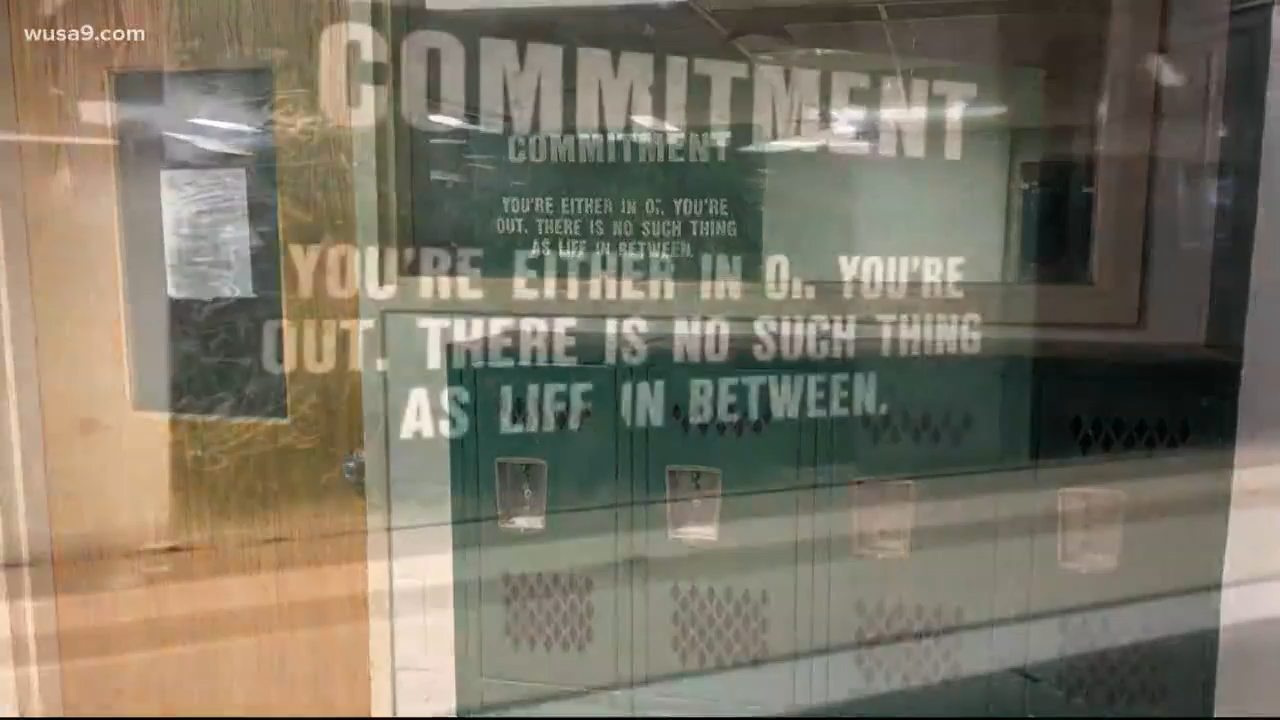 wusa9.com
COMMITMENT
COMMITMENT
YOU'RE EITHER IN O. YOU'RE
OUT. THERE IS NO SUCH THING
AS LIFE IN BETWEEN.
YOU'RE EITHER IN O. YOU'RE
OUT. THERE IS NO SUCH THING
AS LIFE IN BETWEEN.